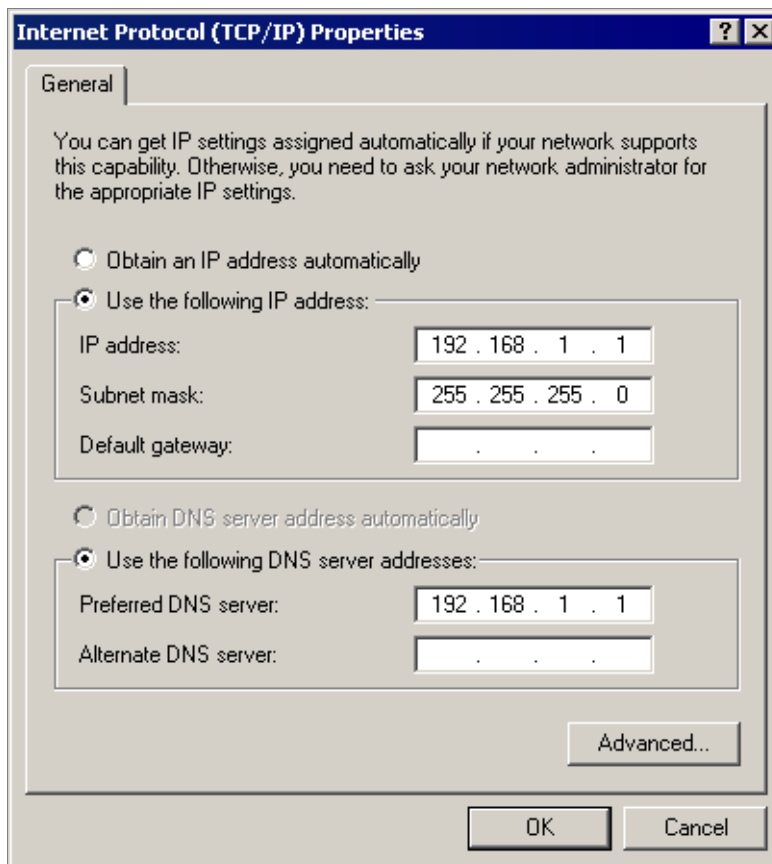 Internet Protocol (TCP/IP) Properties
General
You can get IP settings assigned automatically if your network supports
this capability. Otherwise, you need to ask your network administrator for
the appropriate IP settings.
Obtain an IP address automatically
Use the following IP address:
IP address: 192 . 168 . 1 . 1
Subnet mask: 255 . 255 . 255 . 0
Default gateway: . . .
Obtain DNS server address automatically
Use the following DNS server addresses:
Preferred DNS server: 192 . 168 . 1 . 1
Alternate DNS server: . . .
Advanced...
OK Cancel